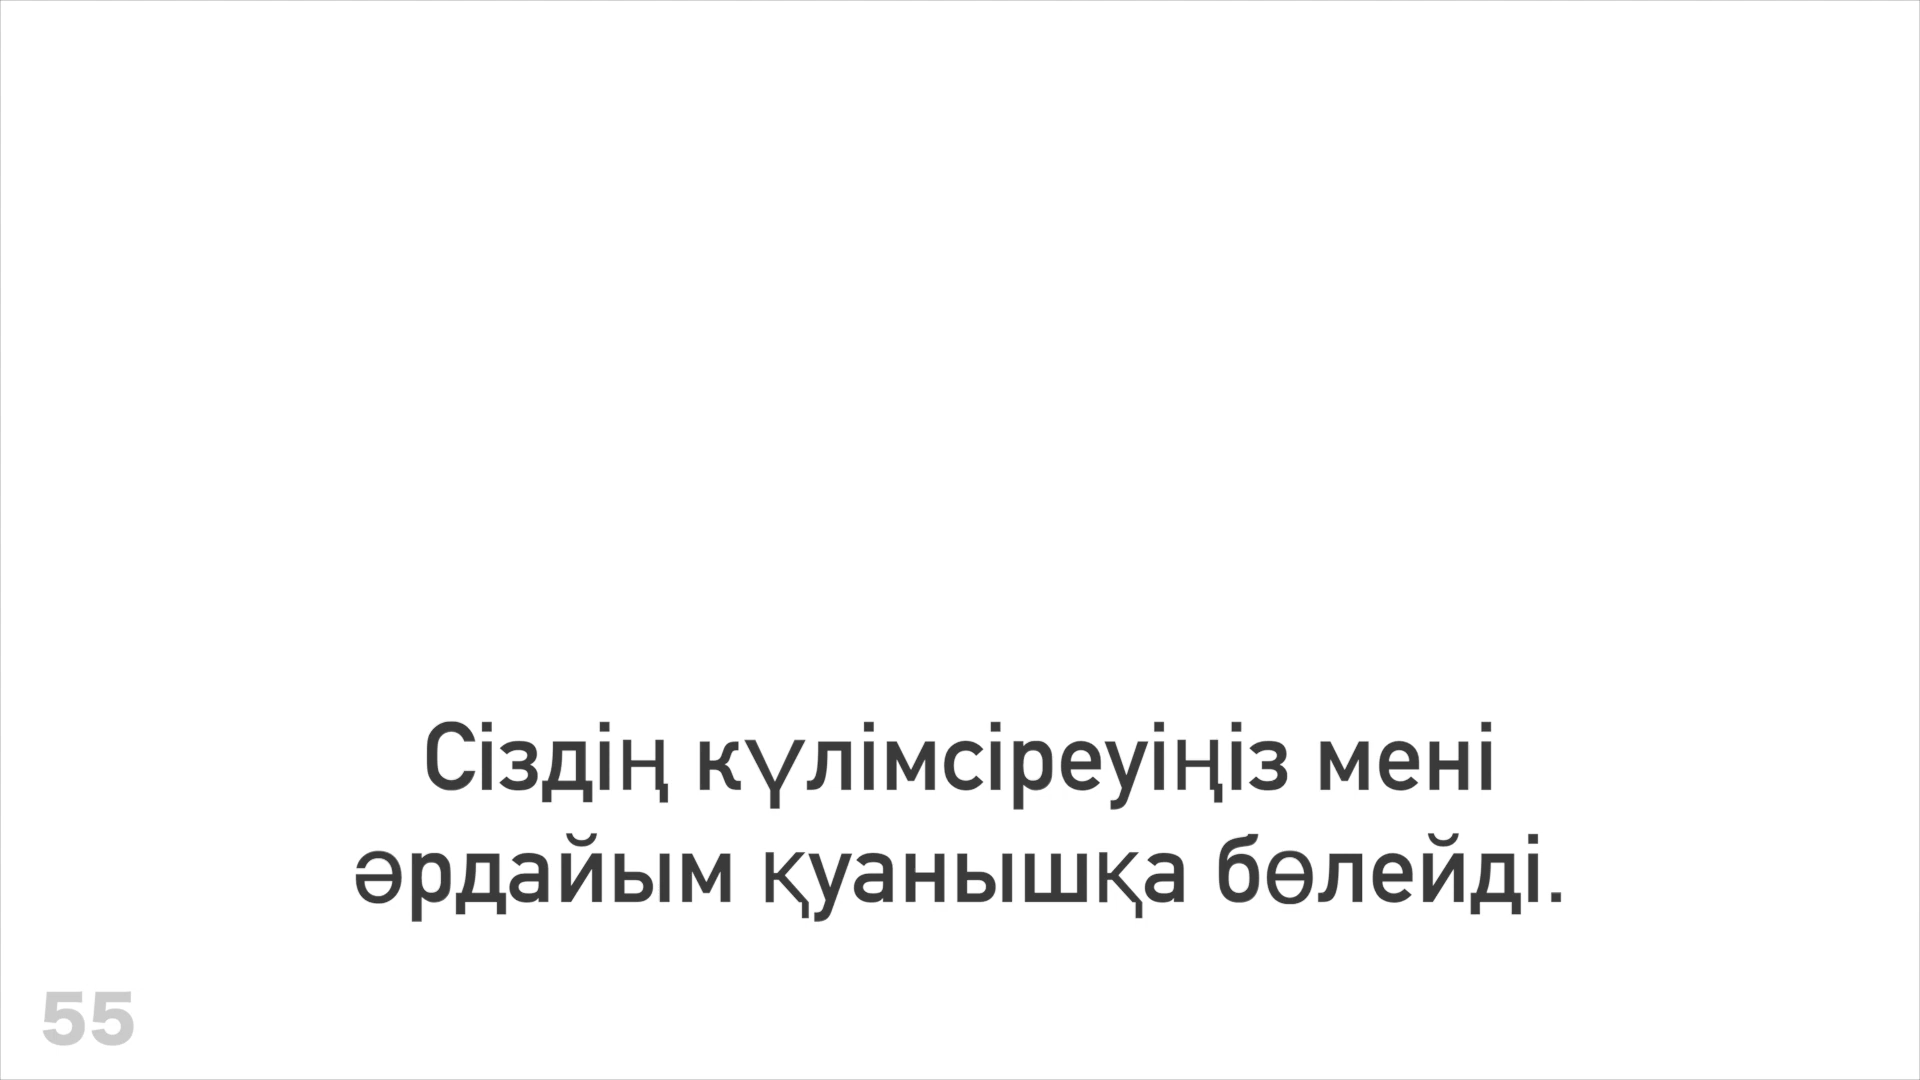 Сіздің күлімсіреуіңіз мені
әрдайым қуанышқа бөлейді.
55